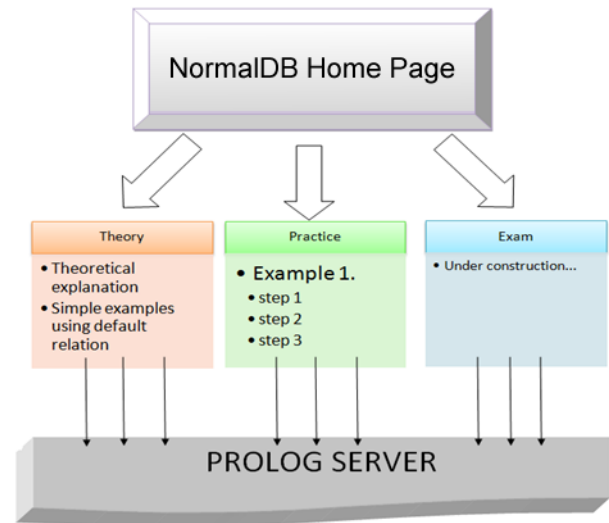 NormalDB Home Page
Theory
• Theoretical
explanation
• Simple examples
using default
relation
Practice
• Example 1.
• step 1
• step 2
• step 3
Exam
• Under construction...
PROLOG SERVER